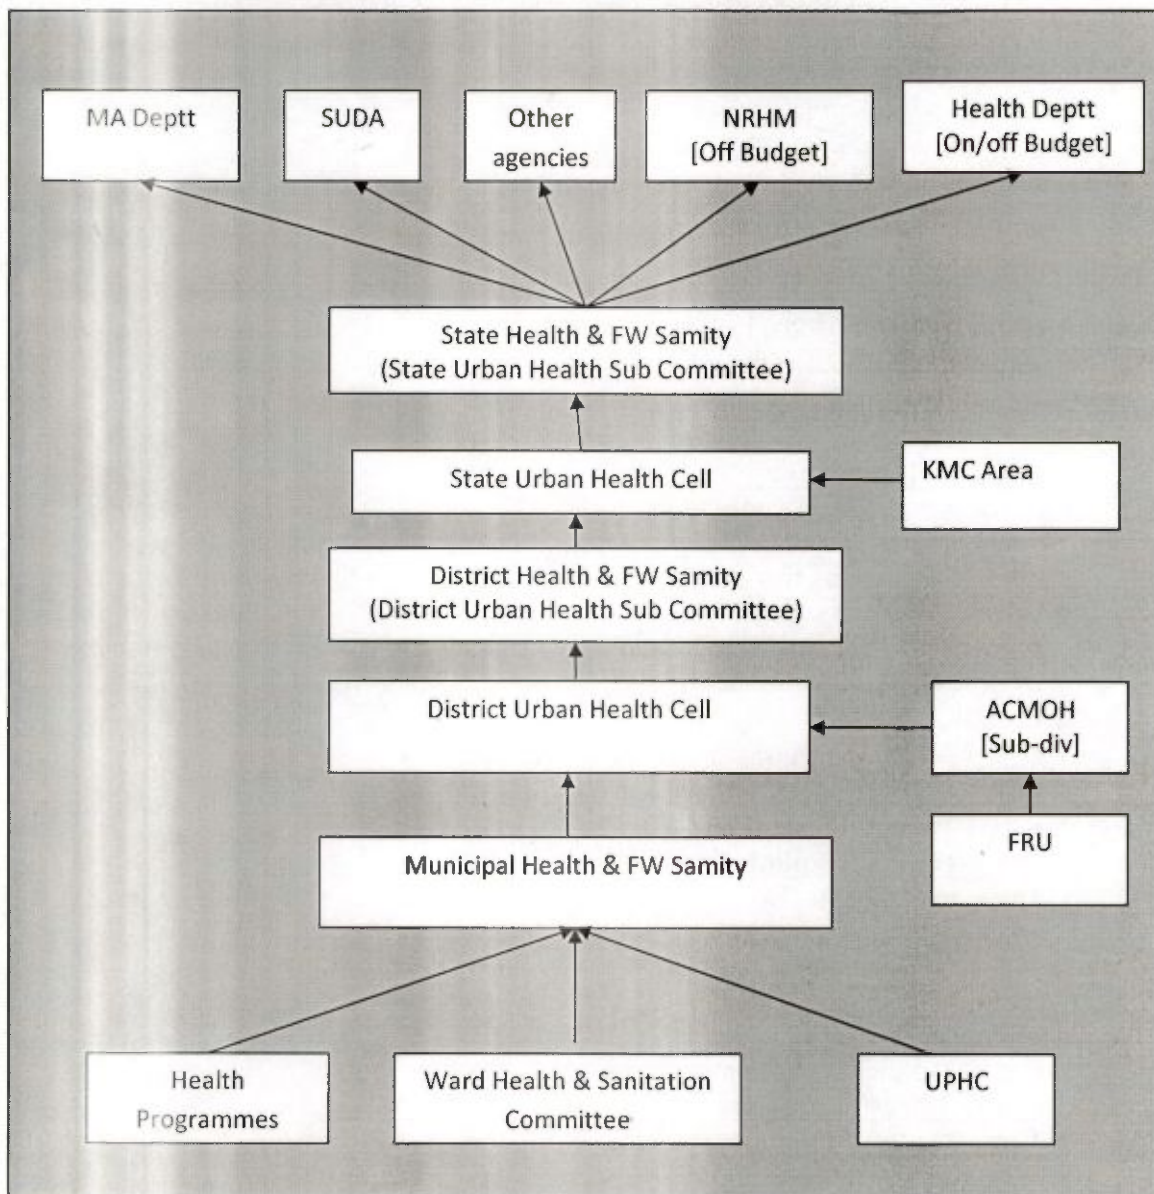 MA Deptt
SUDA
Other
agencies
NRHM
[Off Budget]
Health Deptt
[On/off Budget]
State Health & FW Samity
(State Urban Health Sub Committee)
State Urban Health Cell
KMC Area
District Health & FW Samity
(District Urban Health Sub Committee)
District Urban Health Cell
ACMOH
[Sub-div]
FRU
Municipal Health & FW Samity
Health
Programmes
Ward Health & Sanitation
Committee
UPHC